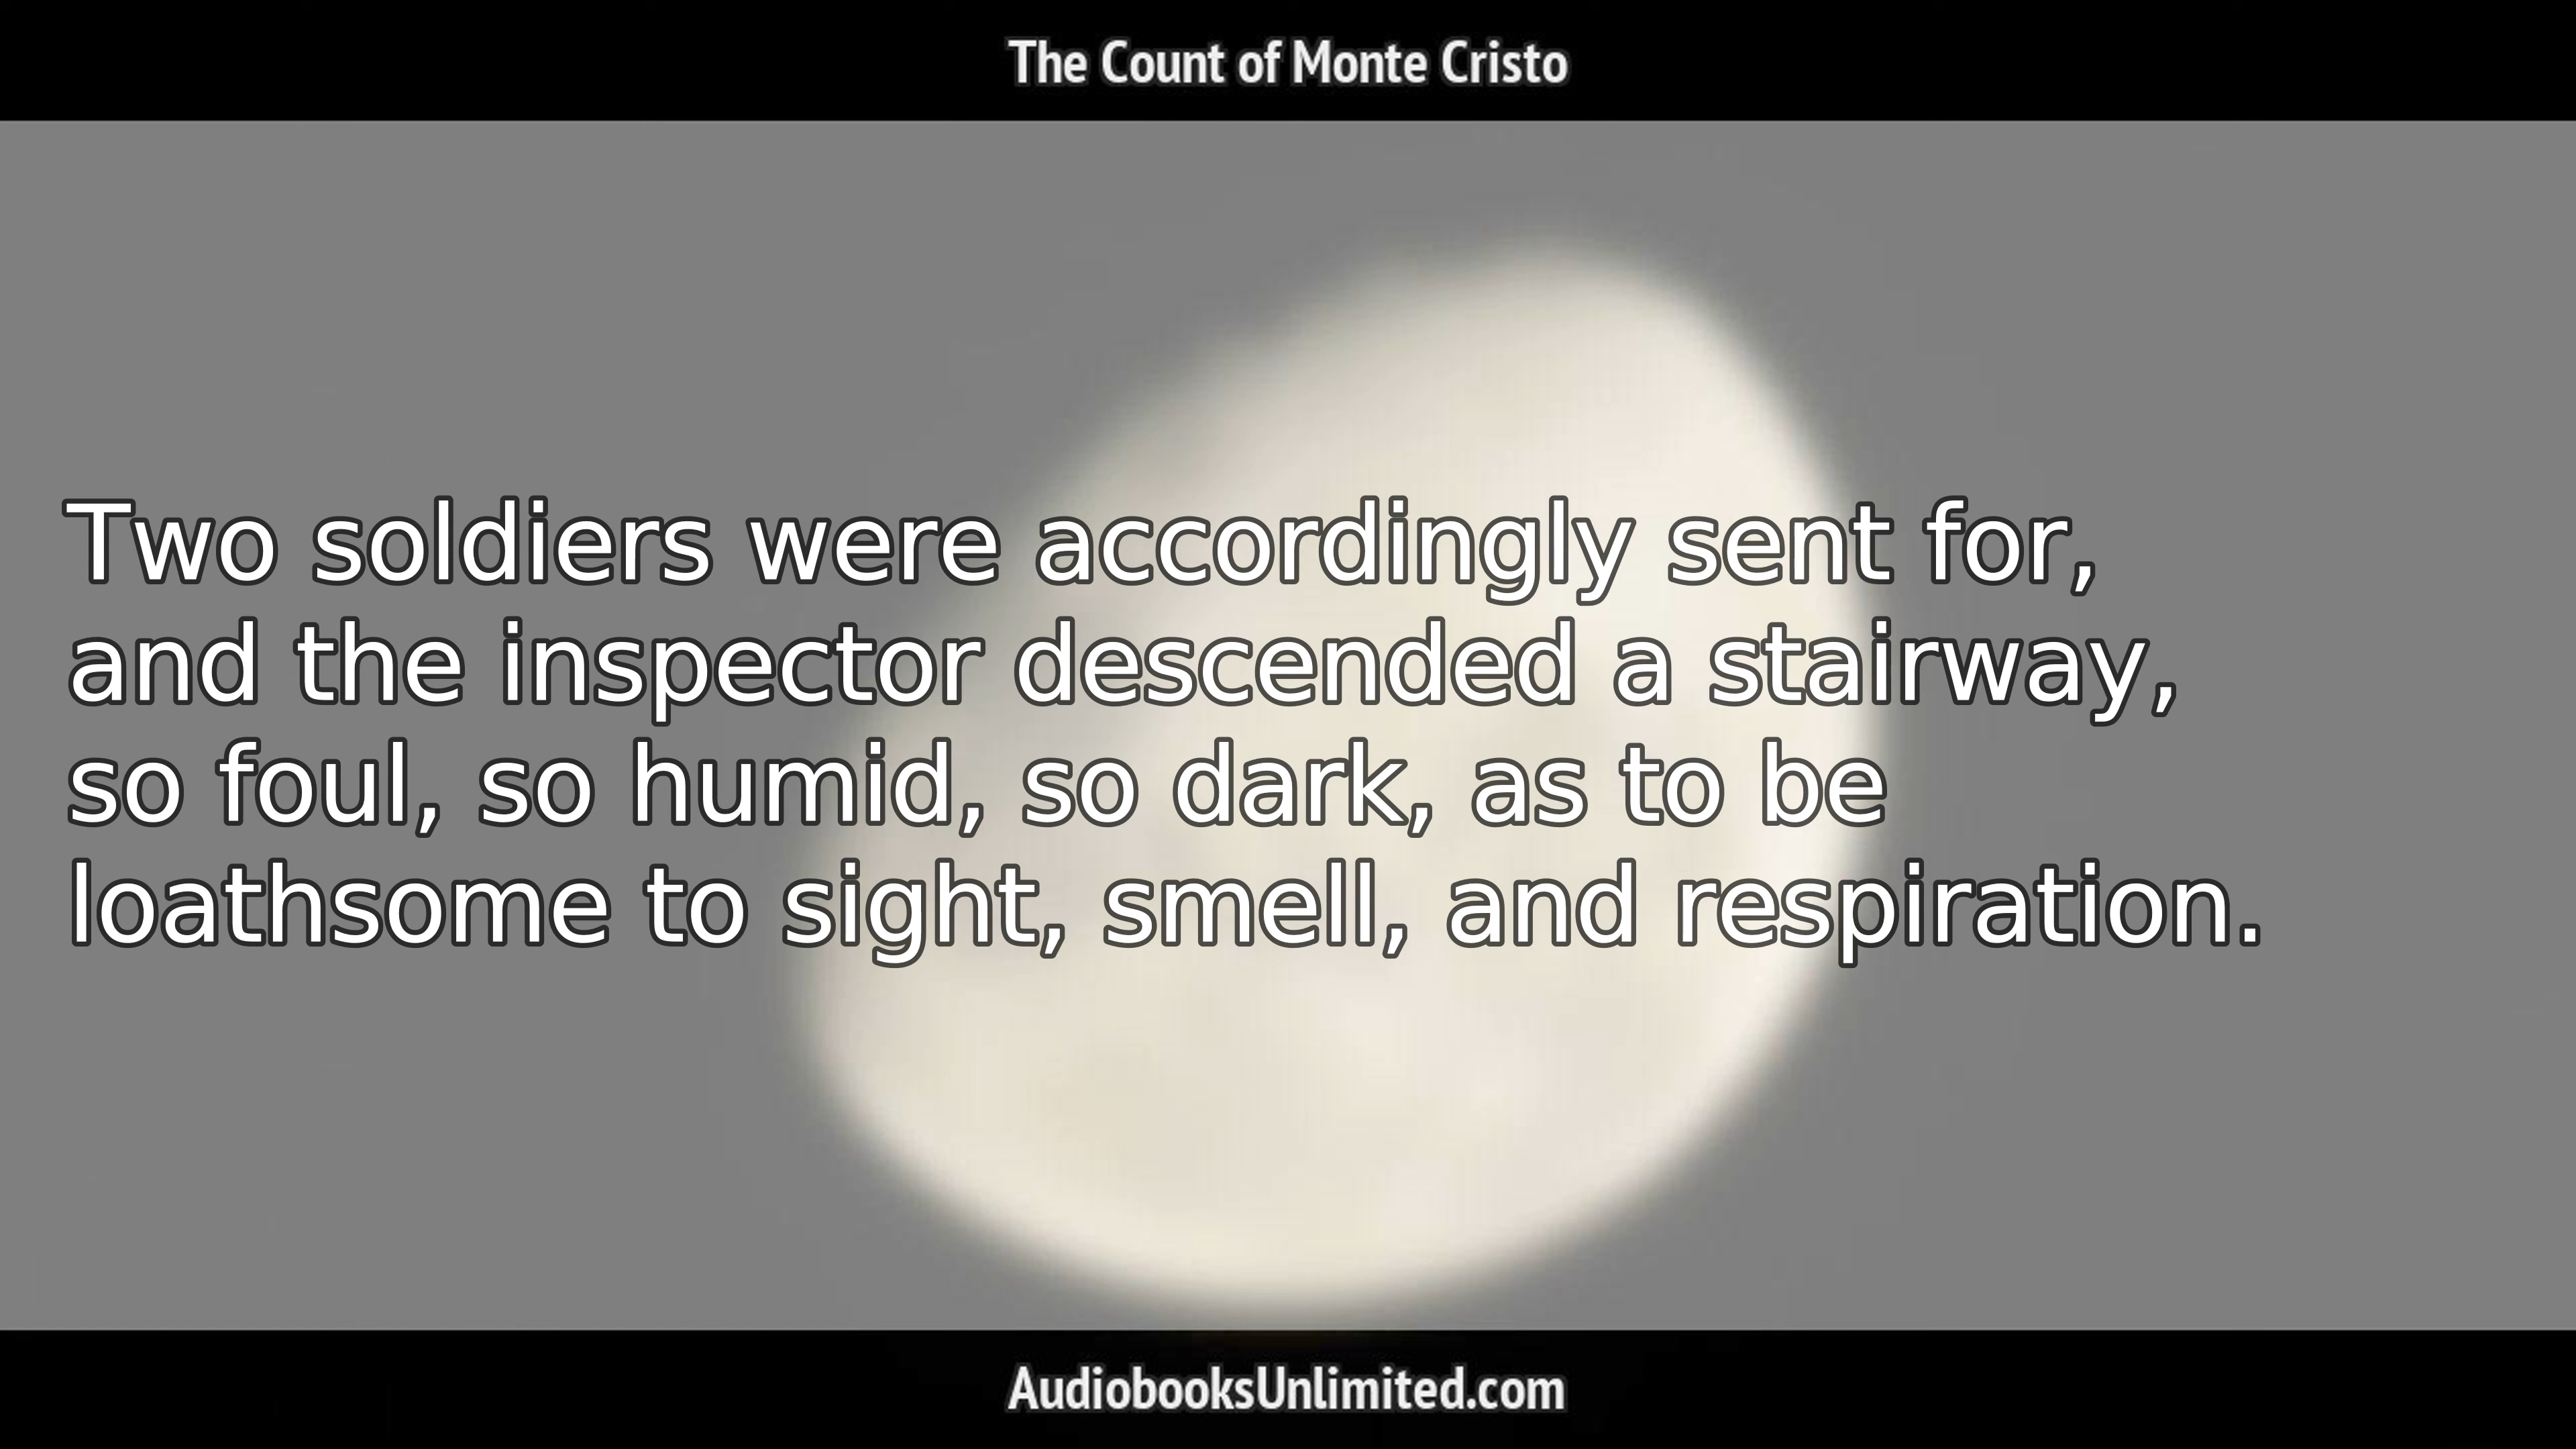 The Count of Monte Cristo
Two soldiers were accordingly sent for,
and the inspector descended a stairway,
so foul, so humid, so dark, as to be
loathsome to sight, smell, and respiration.
AudiobooksUnlimited.com